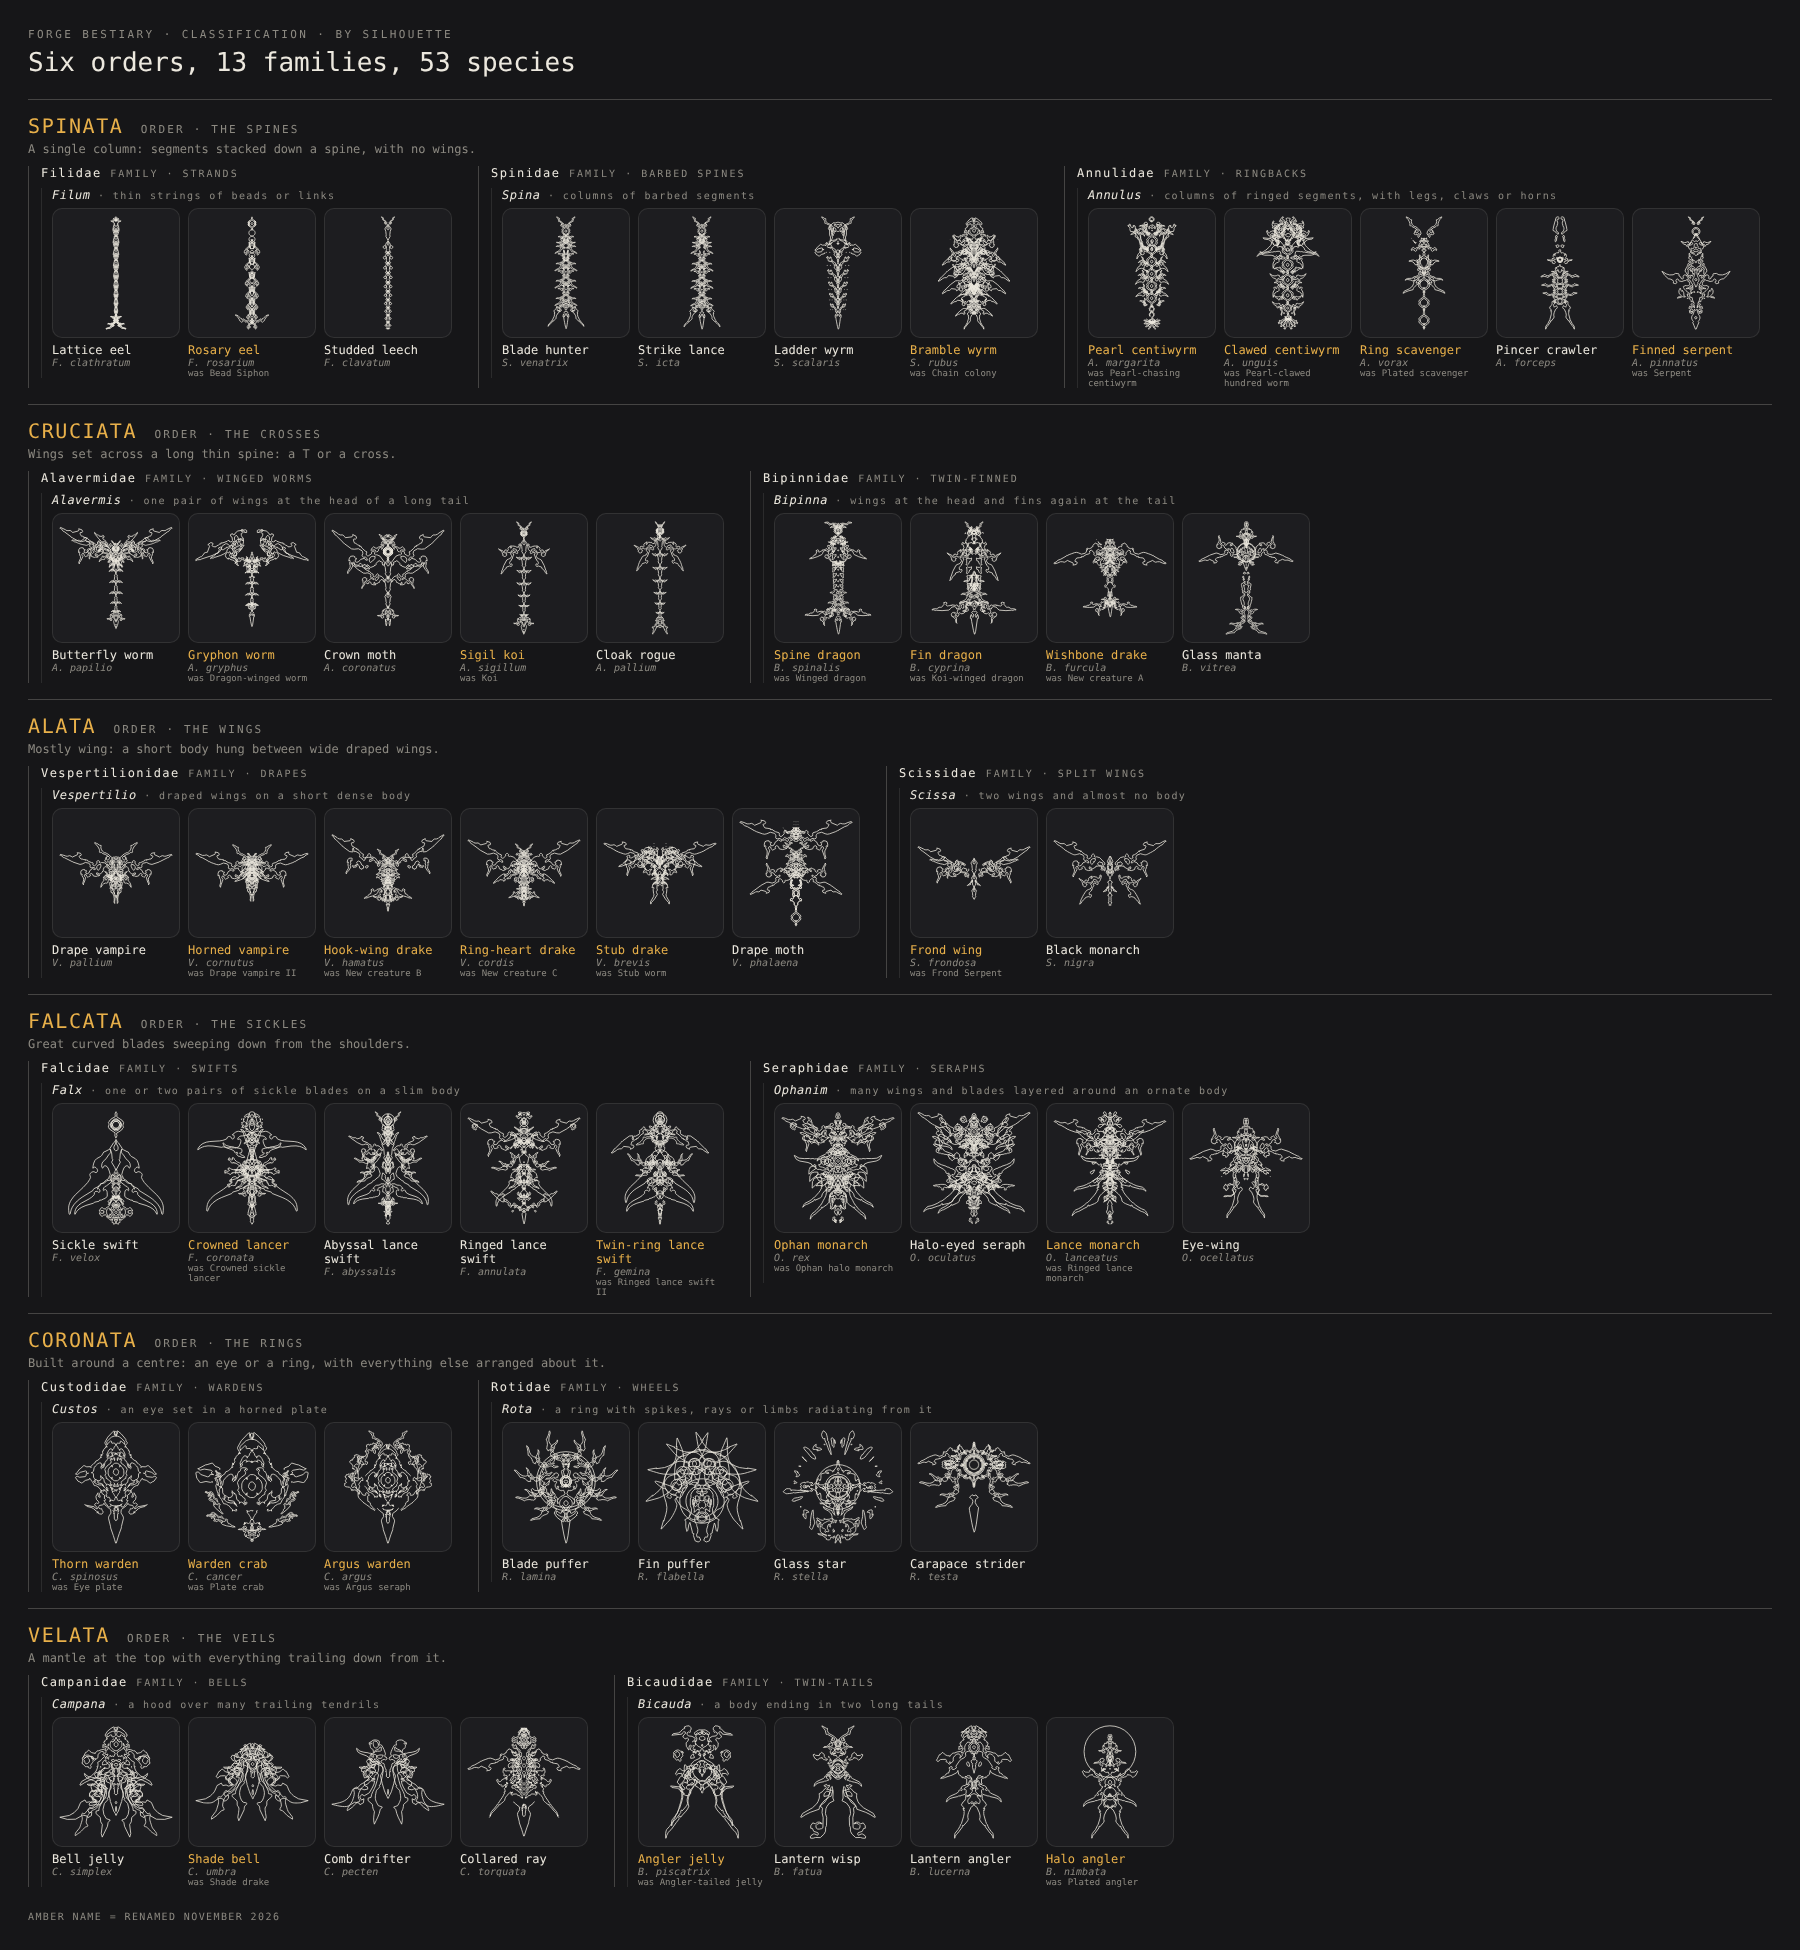 FORGE BESTIARY · CLASSIFICATION · BY SILHOUETTE
Six orders, 13 families, 53 species
SPINATA ORDER · THE SPINES
A single column: segments stacked down a spine, with no wings.
Filidae FAMILY · STRANDS
Filum · thin strings of beads or links
Lattice eel
F. clathratum
Rosary eel
F. rosarium
was Bead Siphon
Studded leech
F. clavatum
Spinidae FAMILY · BARBED SPINES
Spina · columns of barbed segments
Blade hunter
S. venatrix
Strike lance
S. icta
Ladder wyrm
S. scalaris
Bramble wyrm
S. rubus
was Chain colony
Annulidae FAMILY · RINGBACKS
Annulus · columns of ringed segments, with legs, claws or horns
Pearl centiwyrm
A. margarita
was Pearl-chasing
centiwyrm
Clawed centiwyrm
A. unguis
was Pearl-clawed
hundred worm
Ring scavenger
A. vorax
was Plated scavenger
Pincer crawler
A. forceps
Finned serpent
A. pinnatus
was Serpent
CRUCIATA ORDER · THE CROSSES
Wings set across a long thin spine: a T or a cross.
Alavermidae FAMILY · WINGED WORMS
Alavermis · one pair of wings at the head of a long tail
Butterfly worm
A. papilio
Gryphon worm
A. gryphus
was Dragon-winged worm
Crown moth
A. coronatus
Sigil koi
A. sigillum
was Koi
Cloak rogue
A. pallium
Bipinnidae FAMILY · TWIN-FINNED
Bipinna · wings at the head and fins again at the tail
Spine dragon
B. spinalis
was Winged dragon
Fin dragon
B. cyprina
was Koi-winged dragon
Wishbone drake
B. furcula
was New creature A
Glass manta
B. vitrea
ALATA ORDER · THE WINGS
Mostly wing: a short body hung between wide draped wings.
Vespertilionidae FAMILY · DRAPES
Vespertilio · draped wings on a short dense body
Drape vampire
V. pallium
Horned vampire
V. cornutus
was Drape vampire II
Hook-wing drake
V. hamatus
was New creature B
Ring-heart drake
V. cordis
was New creature C
Stub drake
V. brevis
was Stub worm
Drape moth
V. phalaena
Scissidae FAMILY · SPLIT WINGS
Scissa · two wings and almost no body
Frond wing
S. frondosa
was Frond Serpent
Black monarch
S. nigra
FALCATA ORDER · THE SICKLES
Great curved blades sweeping down from the shoulders.
Falcidae FAMILY · SWIFTS
Falx · one or two pairs of sickle blades on a slim body
Sickle swift
F. velox
Crowned lancer
F. coronata
was Crowned sickle
lancer
Abyssal lance
swift
F. abyssalis
Ringed lance
swift
F. annulata
Twin-ring lance
swift
F. gemina
was Ringed lance swift
II
Seraphidae FAMILY · SERAPHS
Ophanim · many wings and blades layered around an ornate body
Ophan monarch
O. rex
was Ophan halo monarch
Halo-eyed seraph
O. oculatus
Lance monarch
O. lanceatus
was Ringed lance
monarch
Eye-wing
O. ocellatus
CORONATA ORDER · THE RINGS
Built around a centre: an eye or a ring, with everything else arranged about it.
Custodidae FAMILY · WARDENS
Custos · an eye set in a horned plate
Thorn warden
C. spinosus
was Eye plate
Warden crab
C. cancer
was Plate crab
Argus warden
C. argus
was Argus seraph
Rotidae FAMILY · WHEELS
Rota · a ring with spikes, rays or limbs radiating from it
Blade puffer
R. lamina
Fin puffer
R. flabella
Glass star
R. stella
Carapace strider
R. testa
VELATA ORDER · THE VEILS
A mantle at the top with everything trailing down from it.
Campanidae FAMILY · BELLS
Campana · a hood over many trailing tendrils
Bell jelly
C. simplex
Shade bell
C. umbra
was Shade drake
Comb drifter
C. pecten
Collared ray
C. torquata
Bicaudidae FAMILY · TWIN-TAILS
Bicauda · a body ending in two long tails
Angler jelly
B. piscatrix
was Angler-tailed jelly
Lantern wisp
B. fatua
Lantern angler
B. lucerna
Halo angler
B. nimbata
was Plated angler
AMBER NAME = RENAMED NOVEMBER 2026